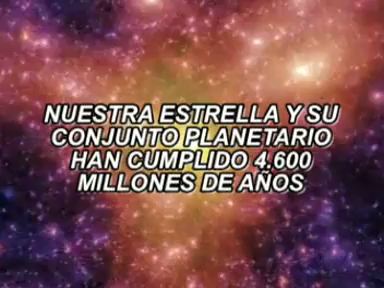 NUESTRA ESTRELLA Y SU
CONJUNTO PLANETARIO
HAN CUMPLIDO 4.600
MILLONES DE AÑOS